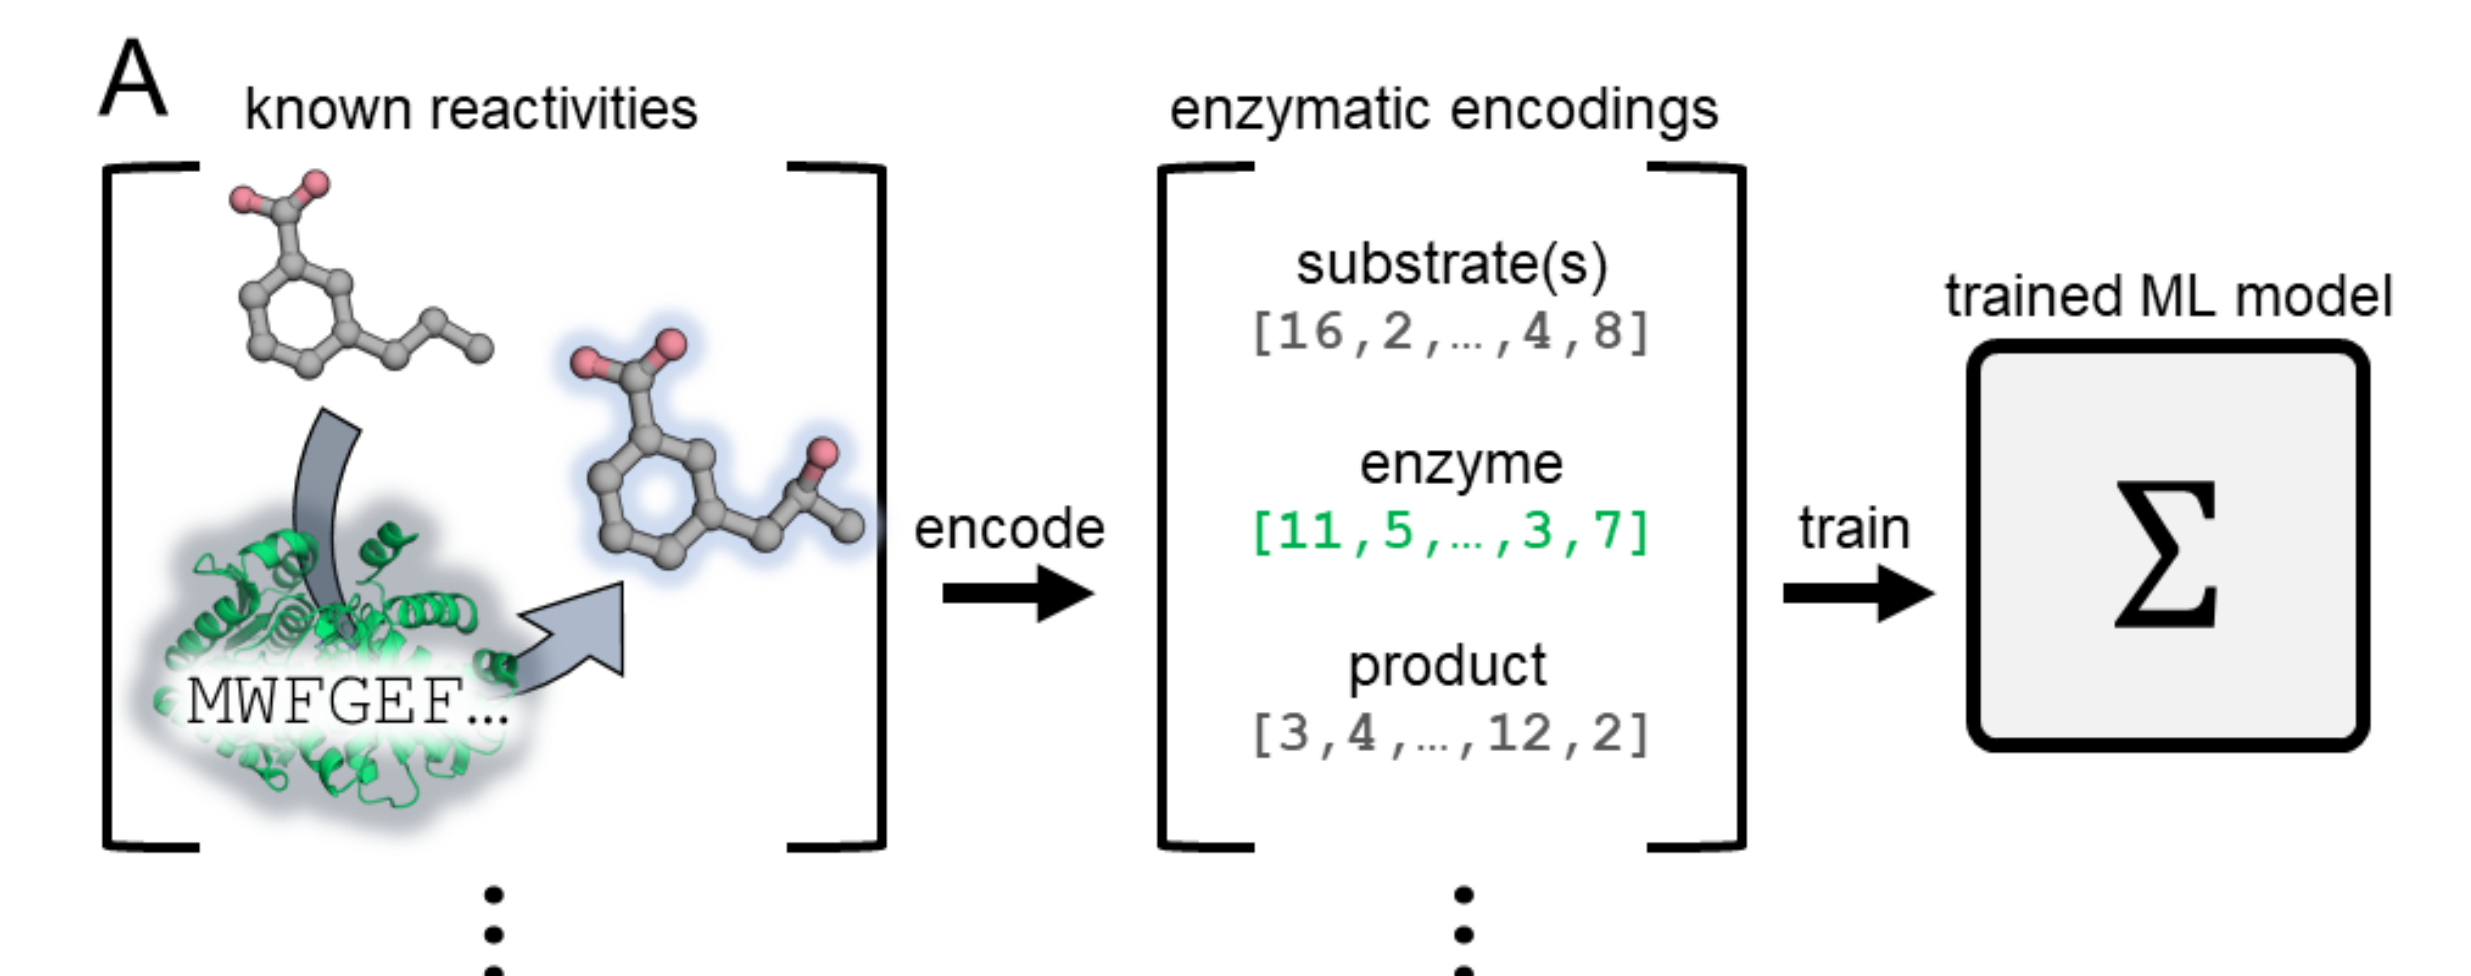 A
known reactivities
MWFGEF...
encode
enzymatic encodings
substrate(s)
[16,2,...,4,8]
enzyme
[11,5,...,3,7]
product
[3,4,...,12,2]
train
trained ML model
Σ